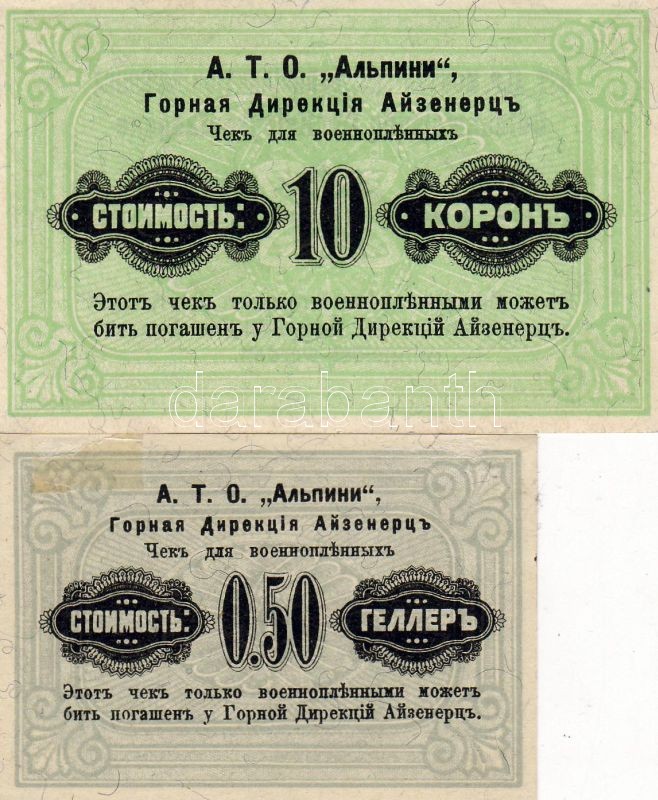 А. Т. О. „Альпини“,
Горная Дирекція Айзенерцъ
Чекъ для военноплѣнныхъ
СТОИМОСТЬ: 10 КОРОНЪ
Этотъ чекъ только военноплѣнными можетъ
бить погашенъ у Горной Дирекцій Айзенерцъ.
darabanth
А. Т. О. „Альпини“,
Горная Дирекція Айзенерцъ
Чекъ для военноплѣнныхъ
СТОИМОСТЬ: 0.50 ГЕЛЛЕРЪ
Этотъ чекъ только военноплѣнными можетъ
бить погашенъ у Горной Дирекцій Айзенерцъ.